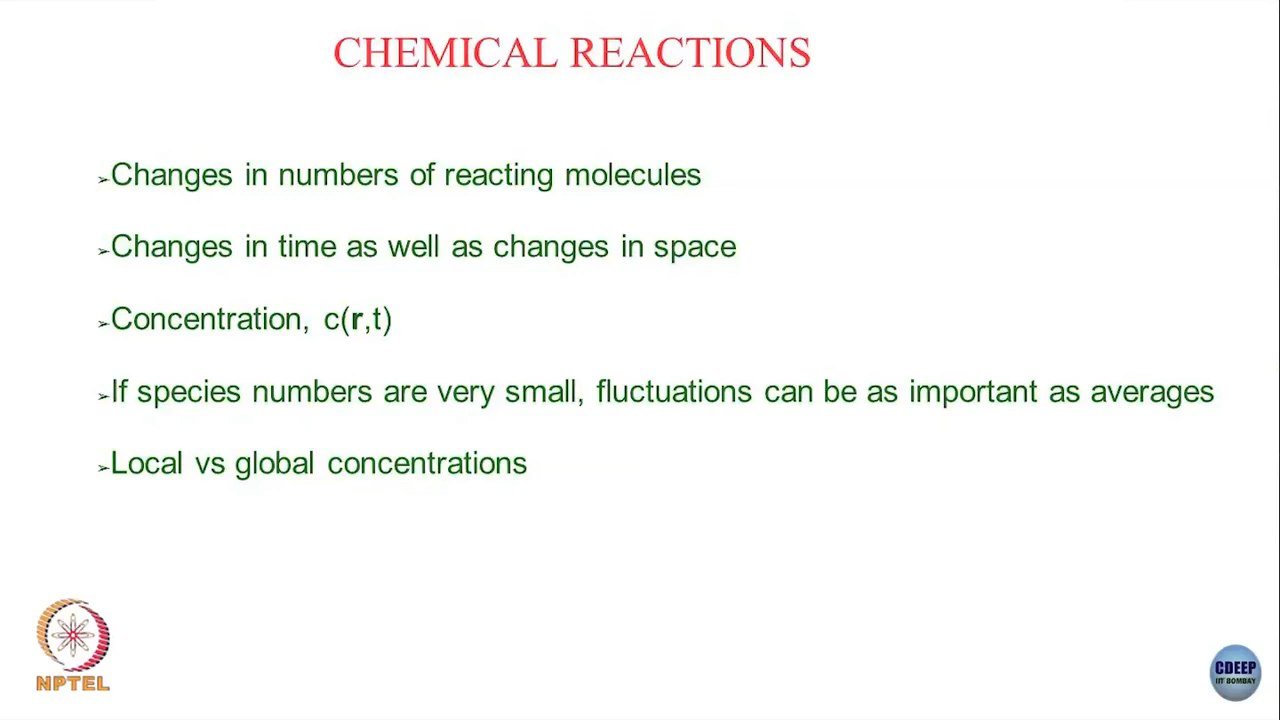 CHEMICAL REACTIONS
➢Changes in numbers of reacting molecules
➢Changes in time as well as changes in space
➢Concentration, c(r,t)
➢If species numbers are very small, fluctuations can be as important as averages
➢Local vs global concentrations
NPTEL
CDEEP
IIT BOMBAY